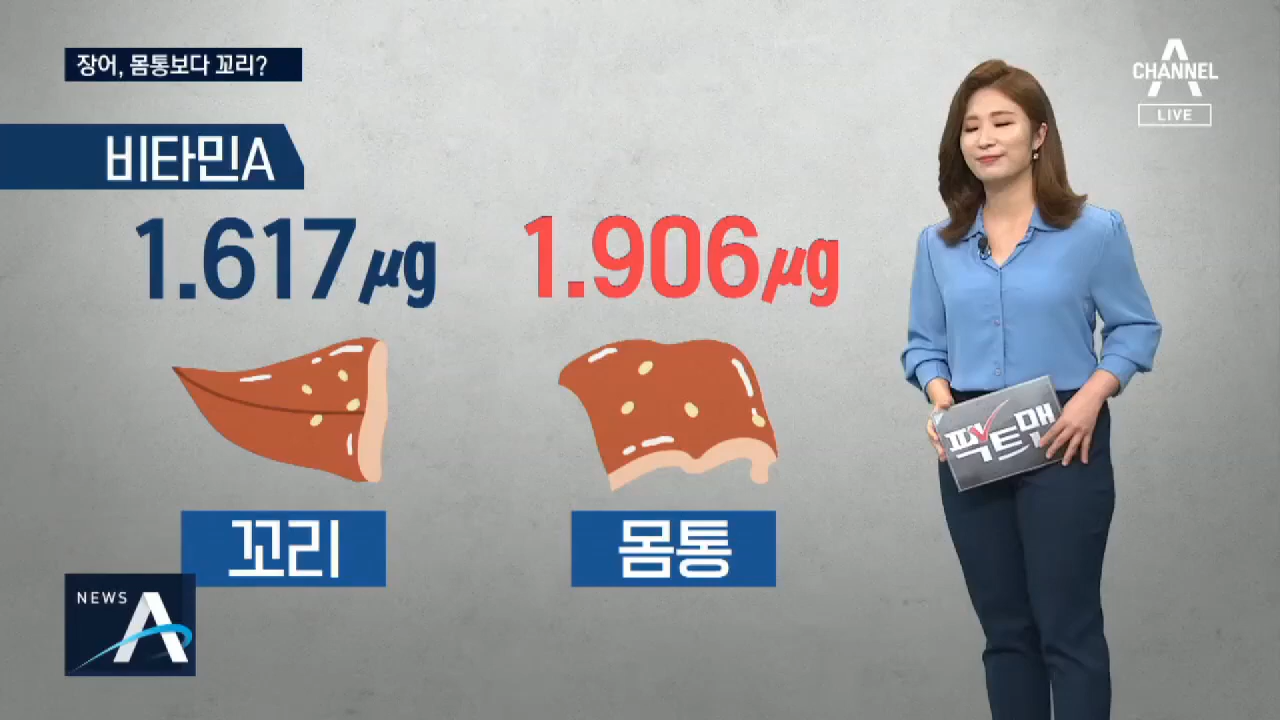 장어, 몸통보다 꼬리?
CHANNEL A
LIVE
비타민A
1.617㎍
1.906㎍
꼬리
몸통
팩트맨
NEWS A